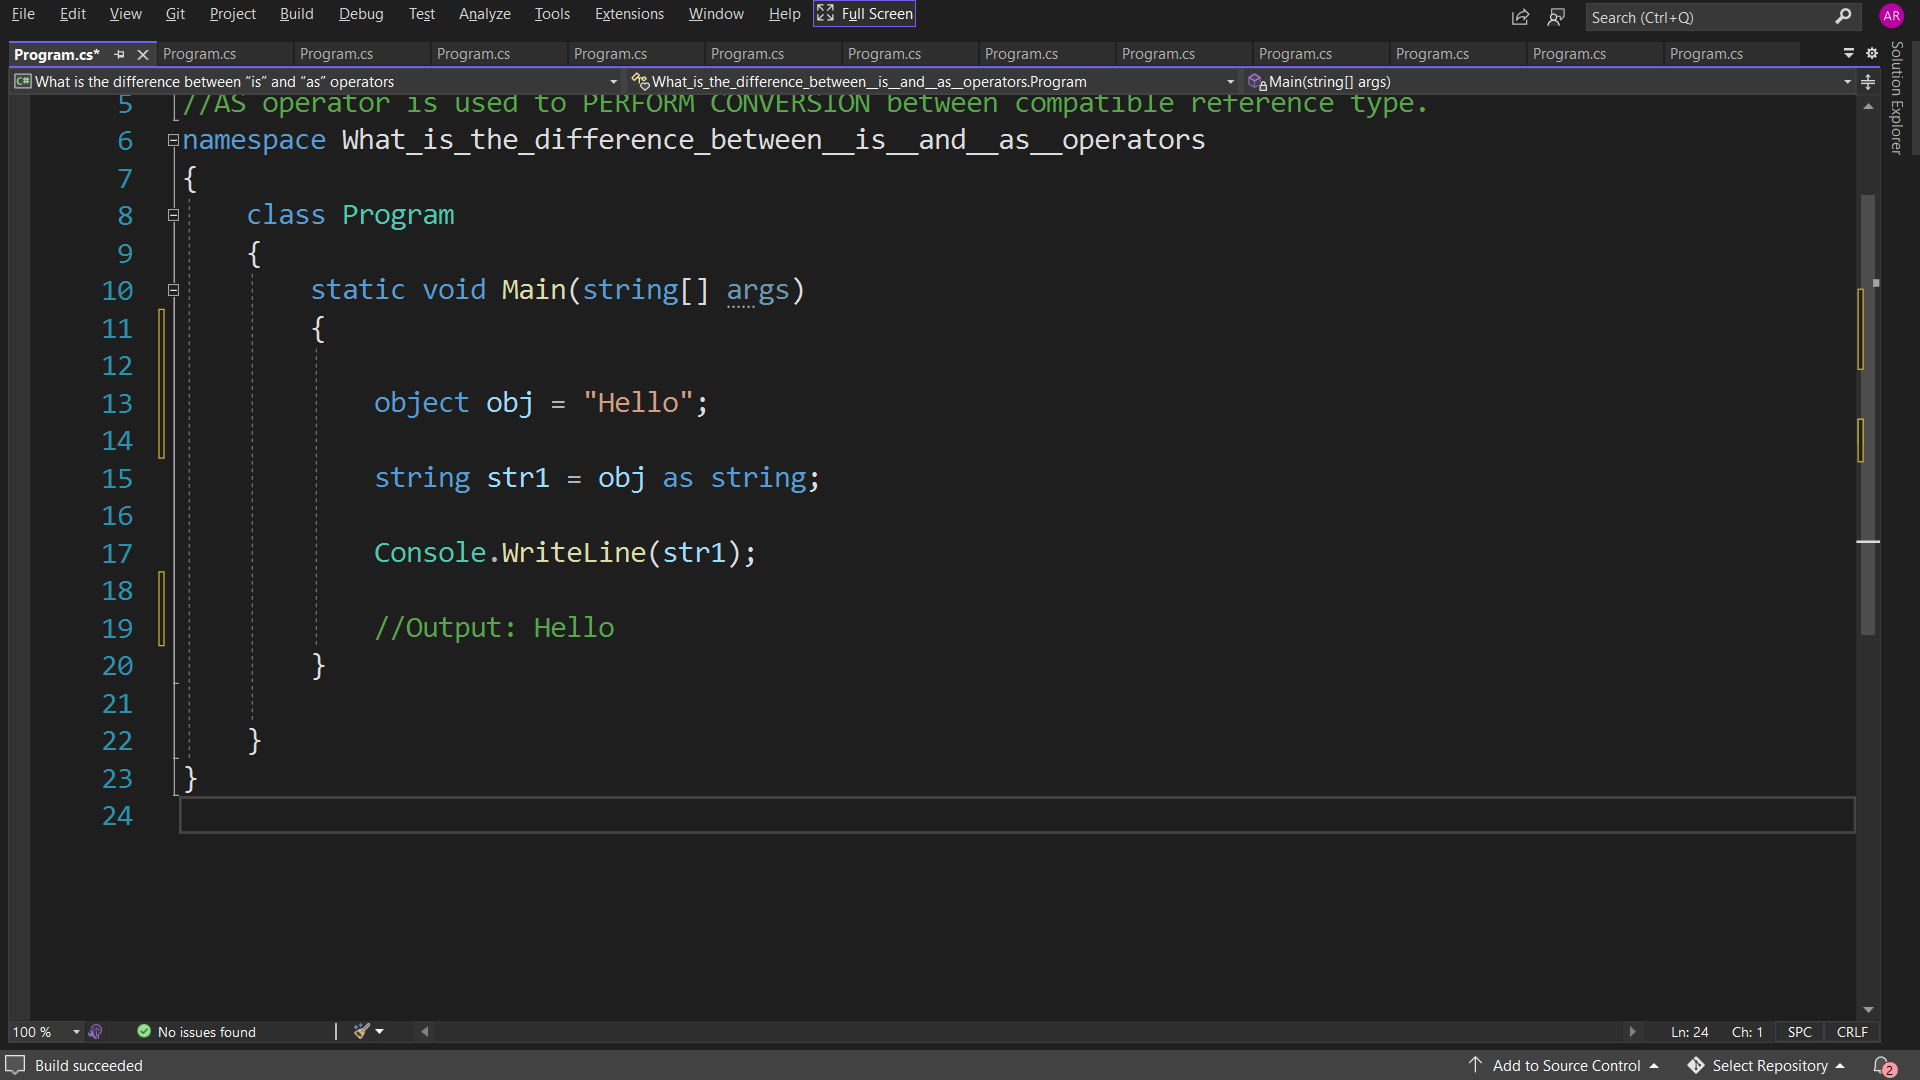 File Edit View Git Project Build Debug Test Analyze Tools Extensions Window Help Full Screen Search (Ctrl+Q) AR
Program.cs* Program.cs Program.cs Program.cs Program.cs Program.cs Program.cs Program.cs Program.cs Program.cs Program.cs Program.cs Program.cs
C# What is the difference between “is” and “as” operators What_is_the_difference_between__is__and__as__operators.Program Main(string[] args)
Solution Explorer
5 //AS operator is used to PERFORM CONVERSION between compatible reference type.
6 namespace What_is_the_difference_between__is__and__as__operators
7 {
8 class Program
9 {
10 static void Main(string[] args)
11 {
12
13 object obj = "Hello";
14
15 string str1 = obj as string;
16
17 Console.WriteLine(str1);
18
19 //Output: Hello
20 }
21
22 }
23 }
24
100 % No issues found Ln: 24 Ch: 1 SPC CRLF
Build succeeded Add to Source Control Select Repository 2